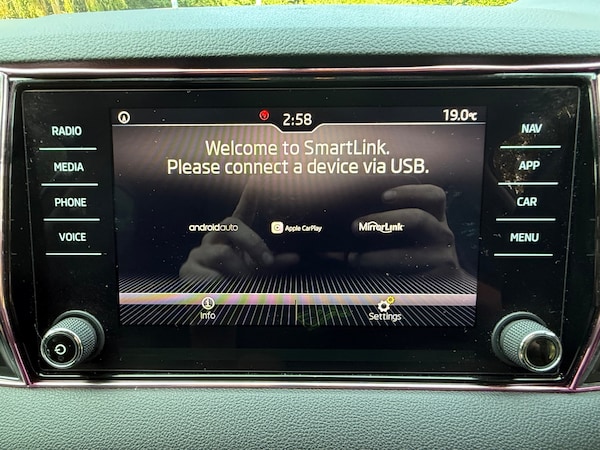 2:58
19.0°C
RADIO
MEDIA
PHONE
VOICE
Welcome to SmartLink.
Please connect a device via USB.
androidauto
Apple CarPlay
MirrorLink
Info
Settings
NAV
APP
CAR
MENU